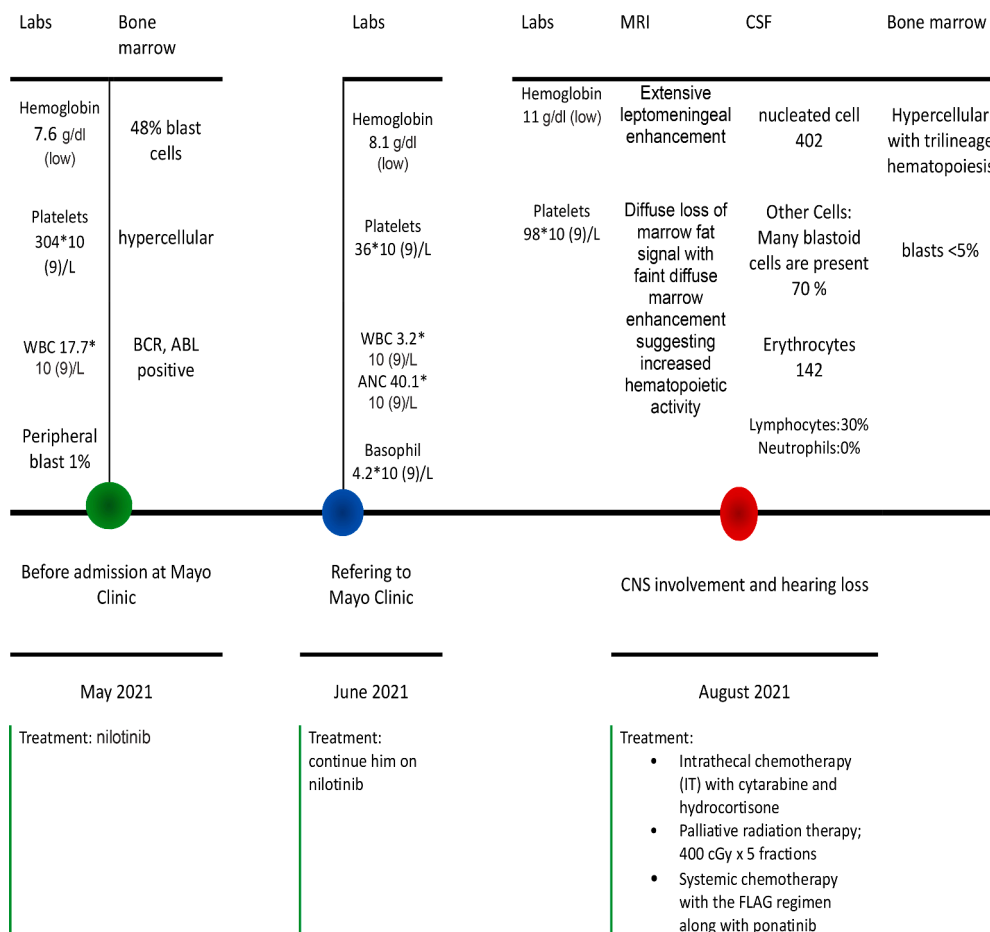 Labs
Bone
marrow
Hemoglobin
7.6 g/dl
(low)
48% blast
cells
Platelets
304*10
(9)/L
hypercellular
WBC 17.7*
10 (9)/L
BCR, ABL
positive
Peripheral
blast 1%
Before admission at Mayo
Clinic
May 2021
Treatment: nilotinib
Labs
Hemoglobin
8.1 g/dl
(low)
Platelets
36*10 (9)/L
WBC 3.2*
10 (9)/L
ANC 40.1*
10 (9)/L
Basophil
4.2*10 (9)/L
Refering to
Mayo Clinic
June 2021
Treatment:
continue him on
nilotinib
Labs
Hemoglobin
11 g/dl (low)
Platelets
98*10 (9)/L
MRI
Extensive
leptomeningeal
enhancement
Diffuse loss of
marrow fat
signal with
faint diffuse
marrow
enhancement
suggesting
increased
hematopoietic
activity
CSF
nucleated cell
402
Other Cells:
Many blastoid
cells are present
70 %
Erythrocytes
142
Lymphocytes:30%
Neutrophils:0%
Bone marrow
Hypercellular
with trilineage
hematopoiesis
blasts <5%
CNS involvement and hearing loss
August 2021
Treatment:
• Intrathecal chemotherapy
(IT) with cytarabine and
hydrocortisone
• Palliative radiation therapy;
400 cGy x 5 fractions
• Systemic chemotherapy
with the FLAG regimen
along with ponatinib